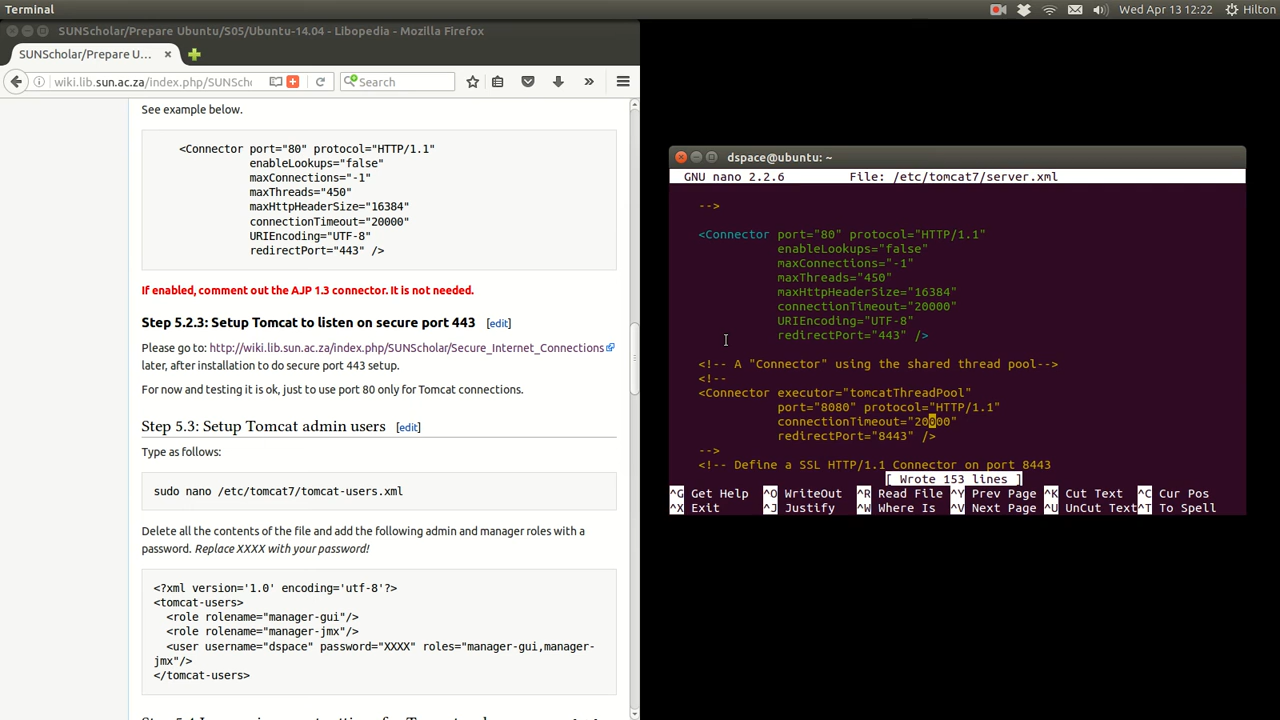 Terminal
Wed Apr 13 12:22
Hilton
SUNScholar/Prepare Ubuntu/S05/Ubuntu-14.04 - Libopedia - Mozilla Firefox
SUNScholar/Prepare U...
wiki.lib.sun.ac.za/index.php/SUNSch
Search
See example below.
<Connector port="80" protocol="HTTP/1.1"
enableLookups="false"
maxConnections="-1"
maxThreads="450"
maxHttpHeaderSize="16384"
connectionTimeout="20000"
URIEncoding="UTF-8"
redirectPort="443" />
If enabled, comment out the AJP 1.3 connector. It is not needed.
Step 5.2.3: Setup Tomcat to listen on secure port 443 [edit]
Please go to: http://wiki.lib.sun.ac.za/index.php/SUNScholar/Secure_Internet_Connections
later, after installation to do secure port 443 setup.
For now and testing it is ok, just to use port 80 only for Tomcat connections.
Step 5.3: Setup Tomcat admin users [edit]
Type as follows:
sudo nano /etc/tomcat7/tomcat-users.xml
Delete all the contents of the file and add the following admin and manager roles with a
password. Replace XXXX with your password!
<?xml version='1.0' encoding='utf-8'?>
<tomcat-users>
<role rolename="manager-gui"/>
<role rolename="manager-jmx"/>
<user username="dspace" password="XXXX" roles="manager-gui,manager-
jmx"/>
</tomcat-users>
dspace@ubuntu: ~
GNU nano 2.2.6 File: /etc/tomcat7/server.xml
-->
<Connector port="80" protocol="HTTP/1.1"
enableLookups="false"
maxConnections="-1"
maxThreads="450"
maxHttpHeaderSize="16384"
connectionTimeout="20000"
URIEncoding="UTF-8"
redirectPort="443" />
<!-- A "Connector" using the shared thread pool-->
<!--
<Connector executor="tomcatThreadPool"
port="8080" protocol="HTTP/1.1"
connectionTimeout="20000"
redirectPort="8443" />
-->
<!-- Define a SSL HTTP/1.1 Connector on port 8443
[ Wrote 153 lines ]
^G Get Help ^O WriteOut ^R Read File ^Y Prev Page ^K Cut Text ^C Cur Pos
^X Exit ^J Justify ^W Where Is ^V Next Page ^U UnCut Text ^T To Spell